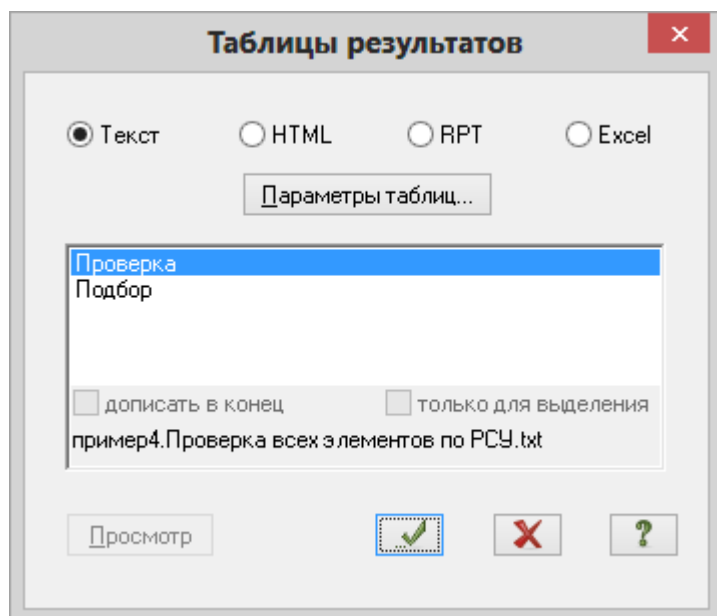 Таблицы результатов
Текст HTML RPT Excel
Параметры таблиц...
Проверка
Подбор
дописать в конец только для выделения
пример4.Проверка всех элементов по РСУ.txt
Просмотр